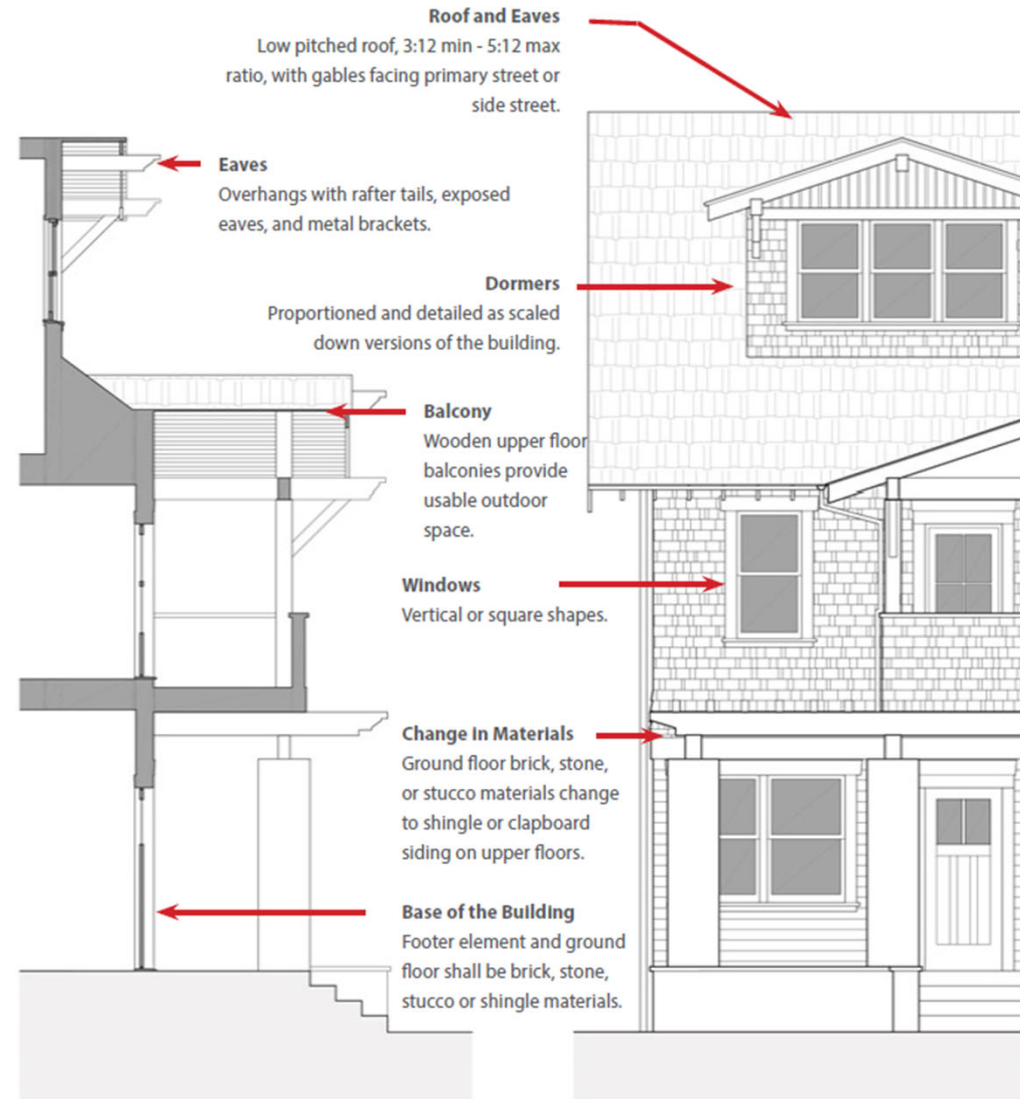 Roof and Eaves
Low pitched roof, 3:12 min - 5:12 max
ratio, with gables facing primary street or
side street.
Eaves
Overhangs with rafter tails, exposed
eaves, and metal brackets.
Dormers
Proportioned and detailed as scaled
down versions of the building.
Balcony
Wooden upper floor
balconies provide
usable outdoor
space.
Windows
Vertical or square shapes.
Change in Materials
Ground floor brick, stone,
or stucco materials change
to shingle or clapboard
siding on upper floors.
Base of the Building
Footer element and ground
floor shall be brick, stone,
stucco or shingle materials.